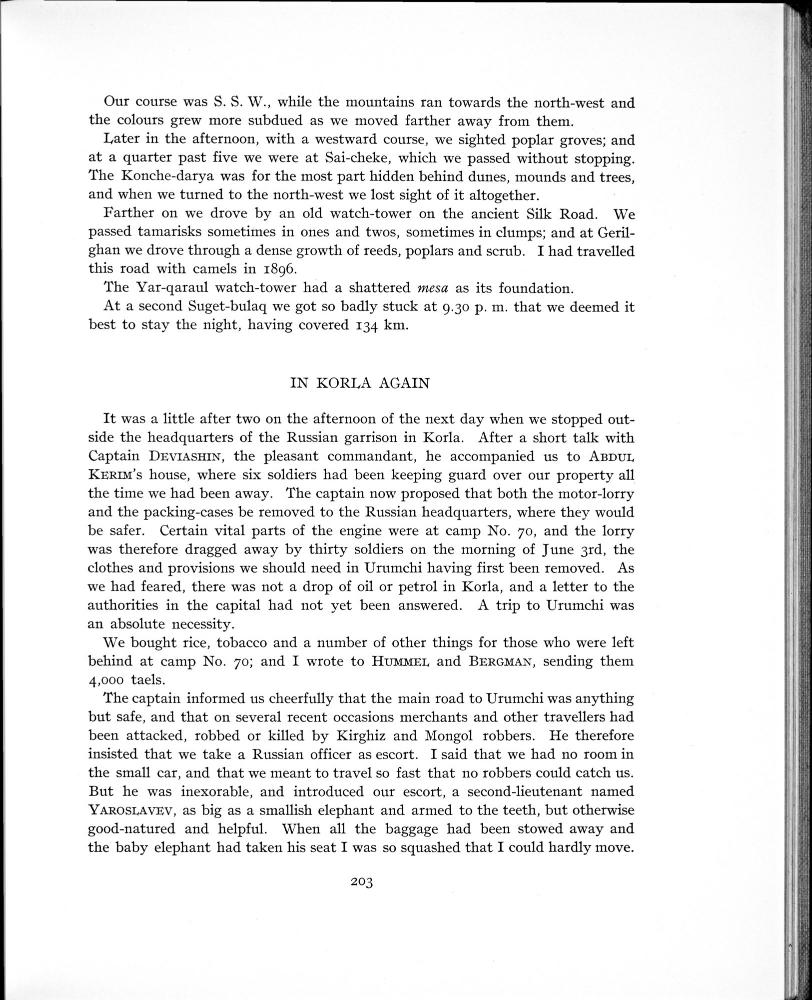 Our course was S. S. W., while the mountains ran towards the north-west and
the colours grew more subdued as we moved farther away from them.
Later in the afternoon, with a westward course, we sighted poplar groves; and
at a quarter past five we were at Sai-cheke, which we passed without stopping.
The Konche-darya was for the most part hidden behind dunes, mounds and trees,
and when we turned to the north-west we lost sight of it altogether.
Farther on we drove by an old watch-tower on the ancient Silk Road. We
passed tamarisks sometimes in ones and twos, sometimes in clumps; and at Geril-
ghan we drove through a dense growth of reeds, poplars and scrub. I had travelled
this road with camels in 1896.
The Yar-qaraul watch-tower had a shattered mesa as its foundation.
At a second Suget-bulaq we got so badly stuck at 9.30 p. m. that we deemed it
best to stay the night, having covered 134 km.
IN KORLA AGAIN
It was a little after two on the afternoon of the next day when we stopped out-
side the headquarters of the Russian garrison in Korla. After a short talk with
Captain DEVIASHIN, the pleasant commandant, he accompanied us to ABDUL
KERIM's house, where six soldiers had been keeping guard over our property all
the time we had been away. The captain now proposed that both the motor-lorry
and the packing-cases be removed to the Russian headquarters, where they would
be safer. Certain vital parts of the engine were at camp No. 70, and the lorry
was therefore dragged away by thirty soldiers on the morning of June 3rd, the
clothes and provisions we should need in Urumchi having first been removed. As
we had feared, there was not a drop of oil or petrol in Korla, and a letter to the
authorities in the capital had not yet been answered. A trip to Urumchi was
an absolute necessity.
We bought rice, tobacco and a number of other things for those who were left
behind at camp No. 70; and I wrote to HUMMEL and BERGMAN, sending them
4,000 taels.
The captain informed us cheerfully that the main road to Urumchi was anything
but safe, and that on several recent occasions merchants and other travellers had
been attacked, robbed or killed by Kirghiz and Mongol robbers. He therefore
insisted that we take a Russian officer as escort. I said that we had no room in
the small car, and that we meant to travel so fast that no robbers could catch us.
But he was inexorable, and introduced our escort, a second-lieutenant named
YAROSLAVEV, as big as a smallish elephant and armed to the teeth, but otherwise
good-natured and helpful. When all the baggage had been stowed away and
the baby elephant had taken his seat I was so squashed that I could hardly move.
203